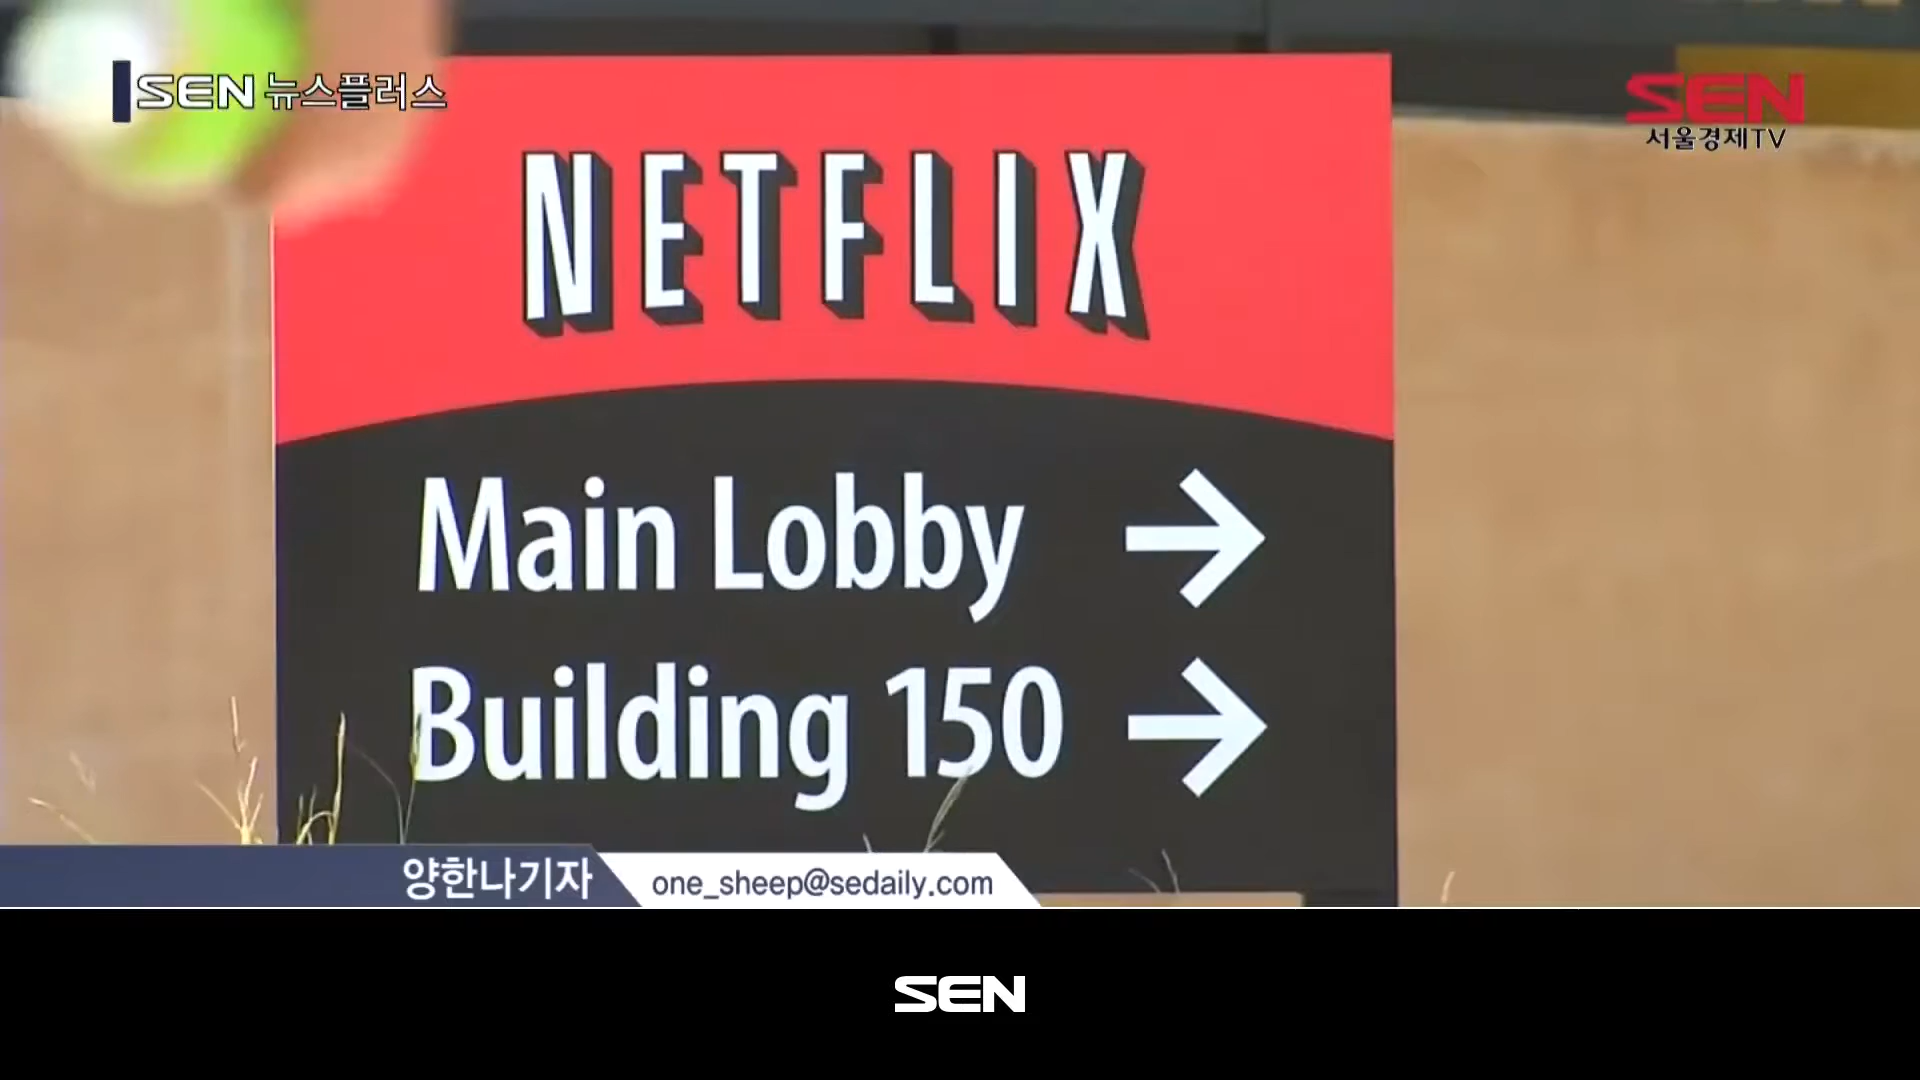 SEN 뉴스플러스
SEN
서울경제TV
NETFLIX
Main Lobby →
Building 150 →
양한나기자
one_sheep@sedaily.com
SEN